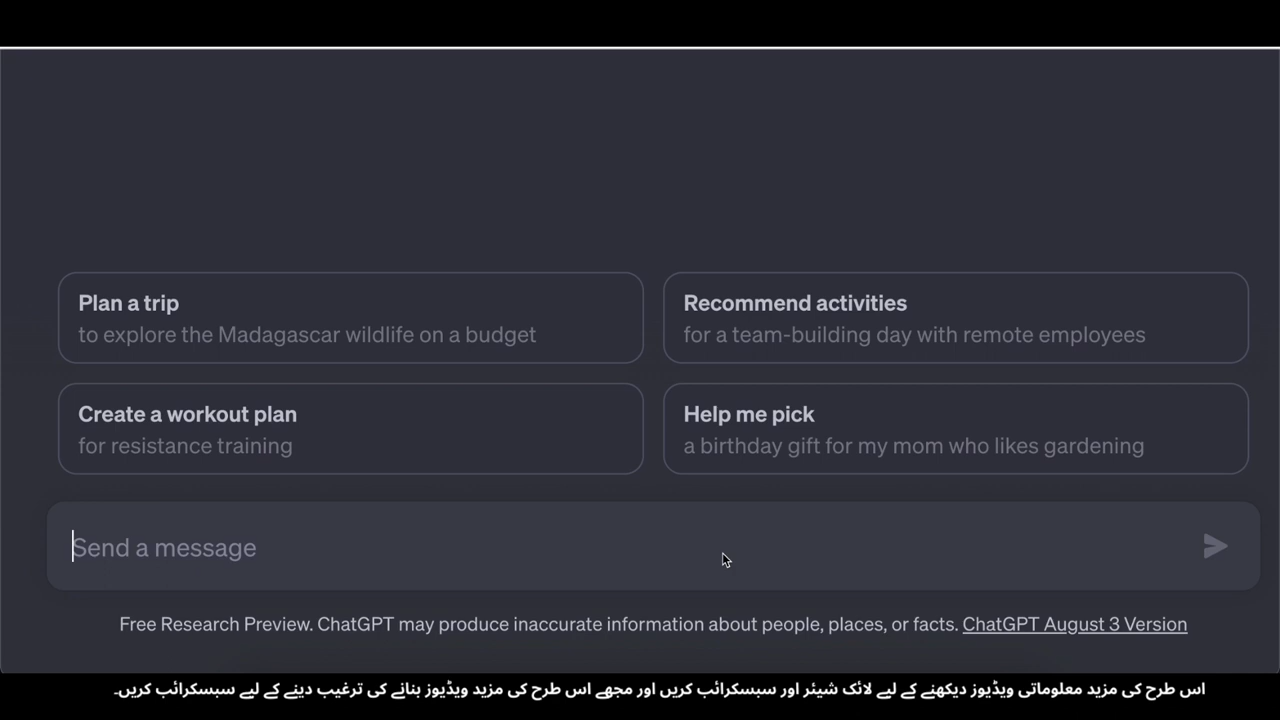 Plan a trip
to explore the Madagascar wildlife on a budget
Recommend activities
for a team-building day with remote employees
Create a workout plan
for resistance training
Help me pick
a birthday gift for my mom who likes gardening
Send a message
Free Research Preview. ChatGPT may produce inaccurate information about people, places, or facts. ChatGPT August 3 Version
اس طرح کی مزید معلوماتی ویڈیوز دیکھنے کے لیے لائک شیئر اور سبسکرائب کریں اور مجھے اس طرح کی مزید ویڈیوز بنانے کی ترغیب دینے کے لیے سبسکرائب کریں۔